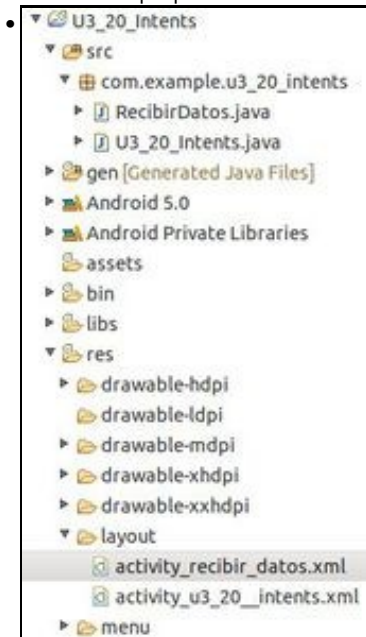 U3_20_Intents
src
com.example.u3_20_intents
RecibirDatos.java
U3_20_Intents.java
gen [Generated Java Files]
Android 5.0
Android Private Libraries
assets
bin
libs
res
drawable-hdpi
drawable-ldpi
drawable-mdpi
drawable-xhdpi
drawable-xxhdpi
layout
activity_recibir_datos.xml
activity_u3_20__intents.xml
menu